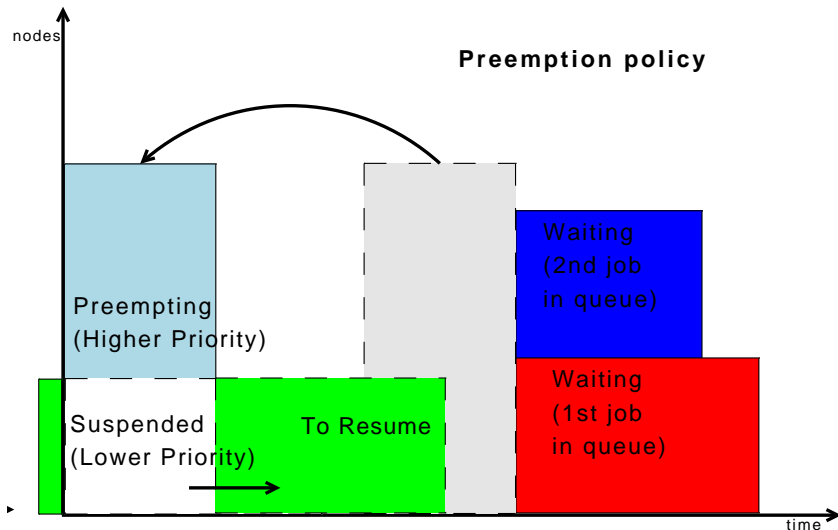 nodes
Preemption policy
Waiting
(2nd job
in queue)
Preempting
(Higher Priority)
Waiting
(1st job
in queue)
Suspended
(Lower Priority)
To Resume
time